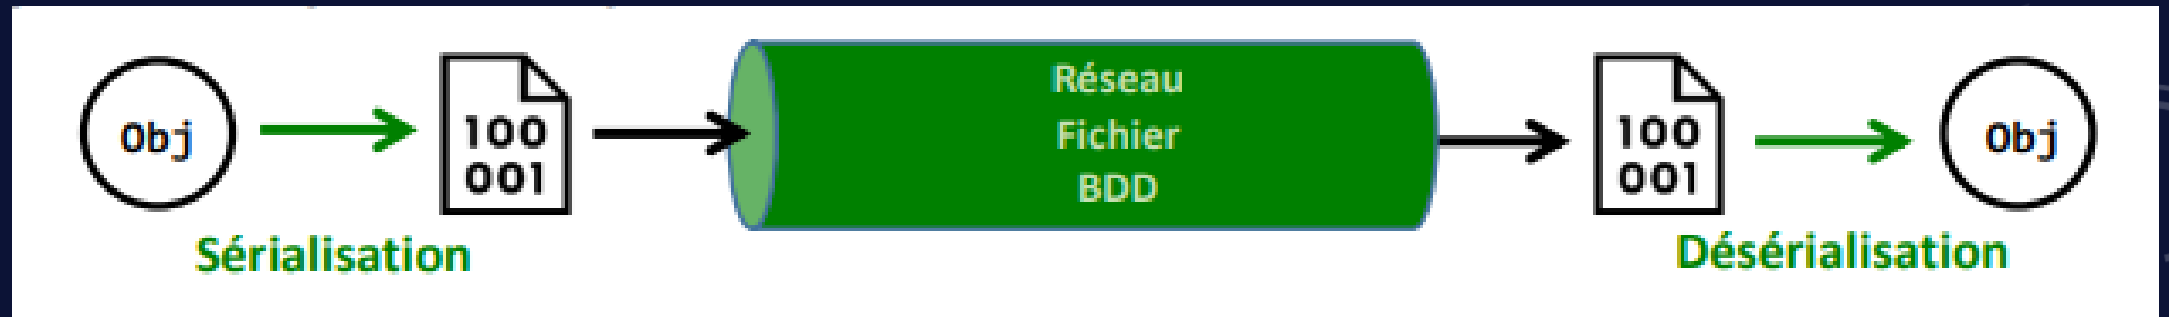 Obj
100
001
Réseau
Fichier
BDD
100
001
Obj
Sérialisation
Désérialisation